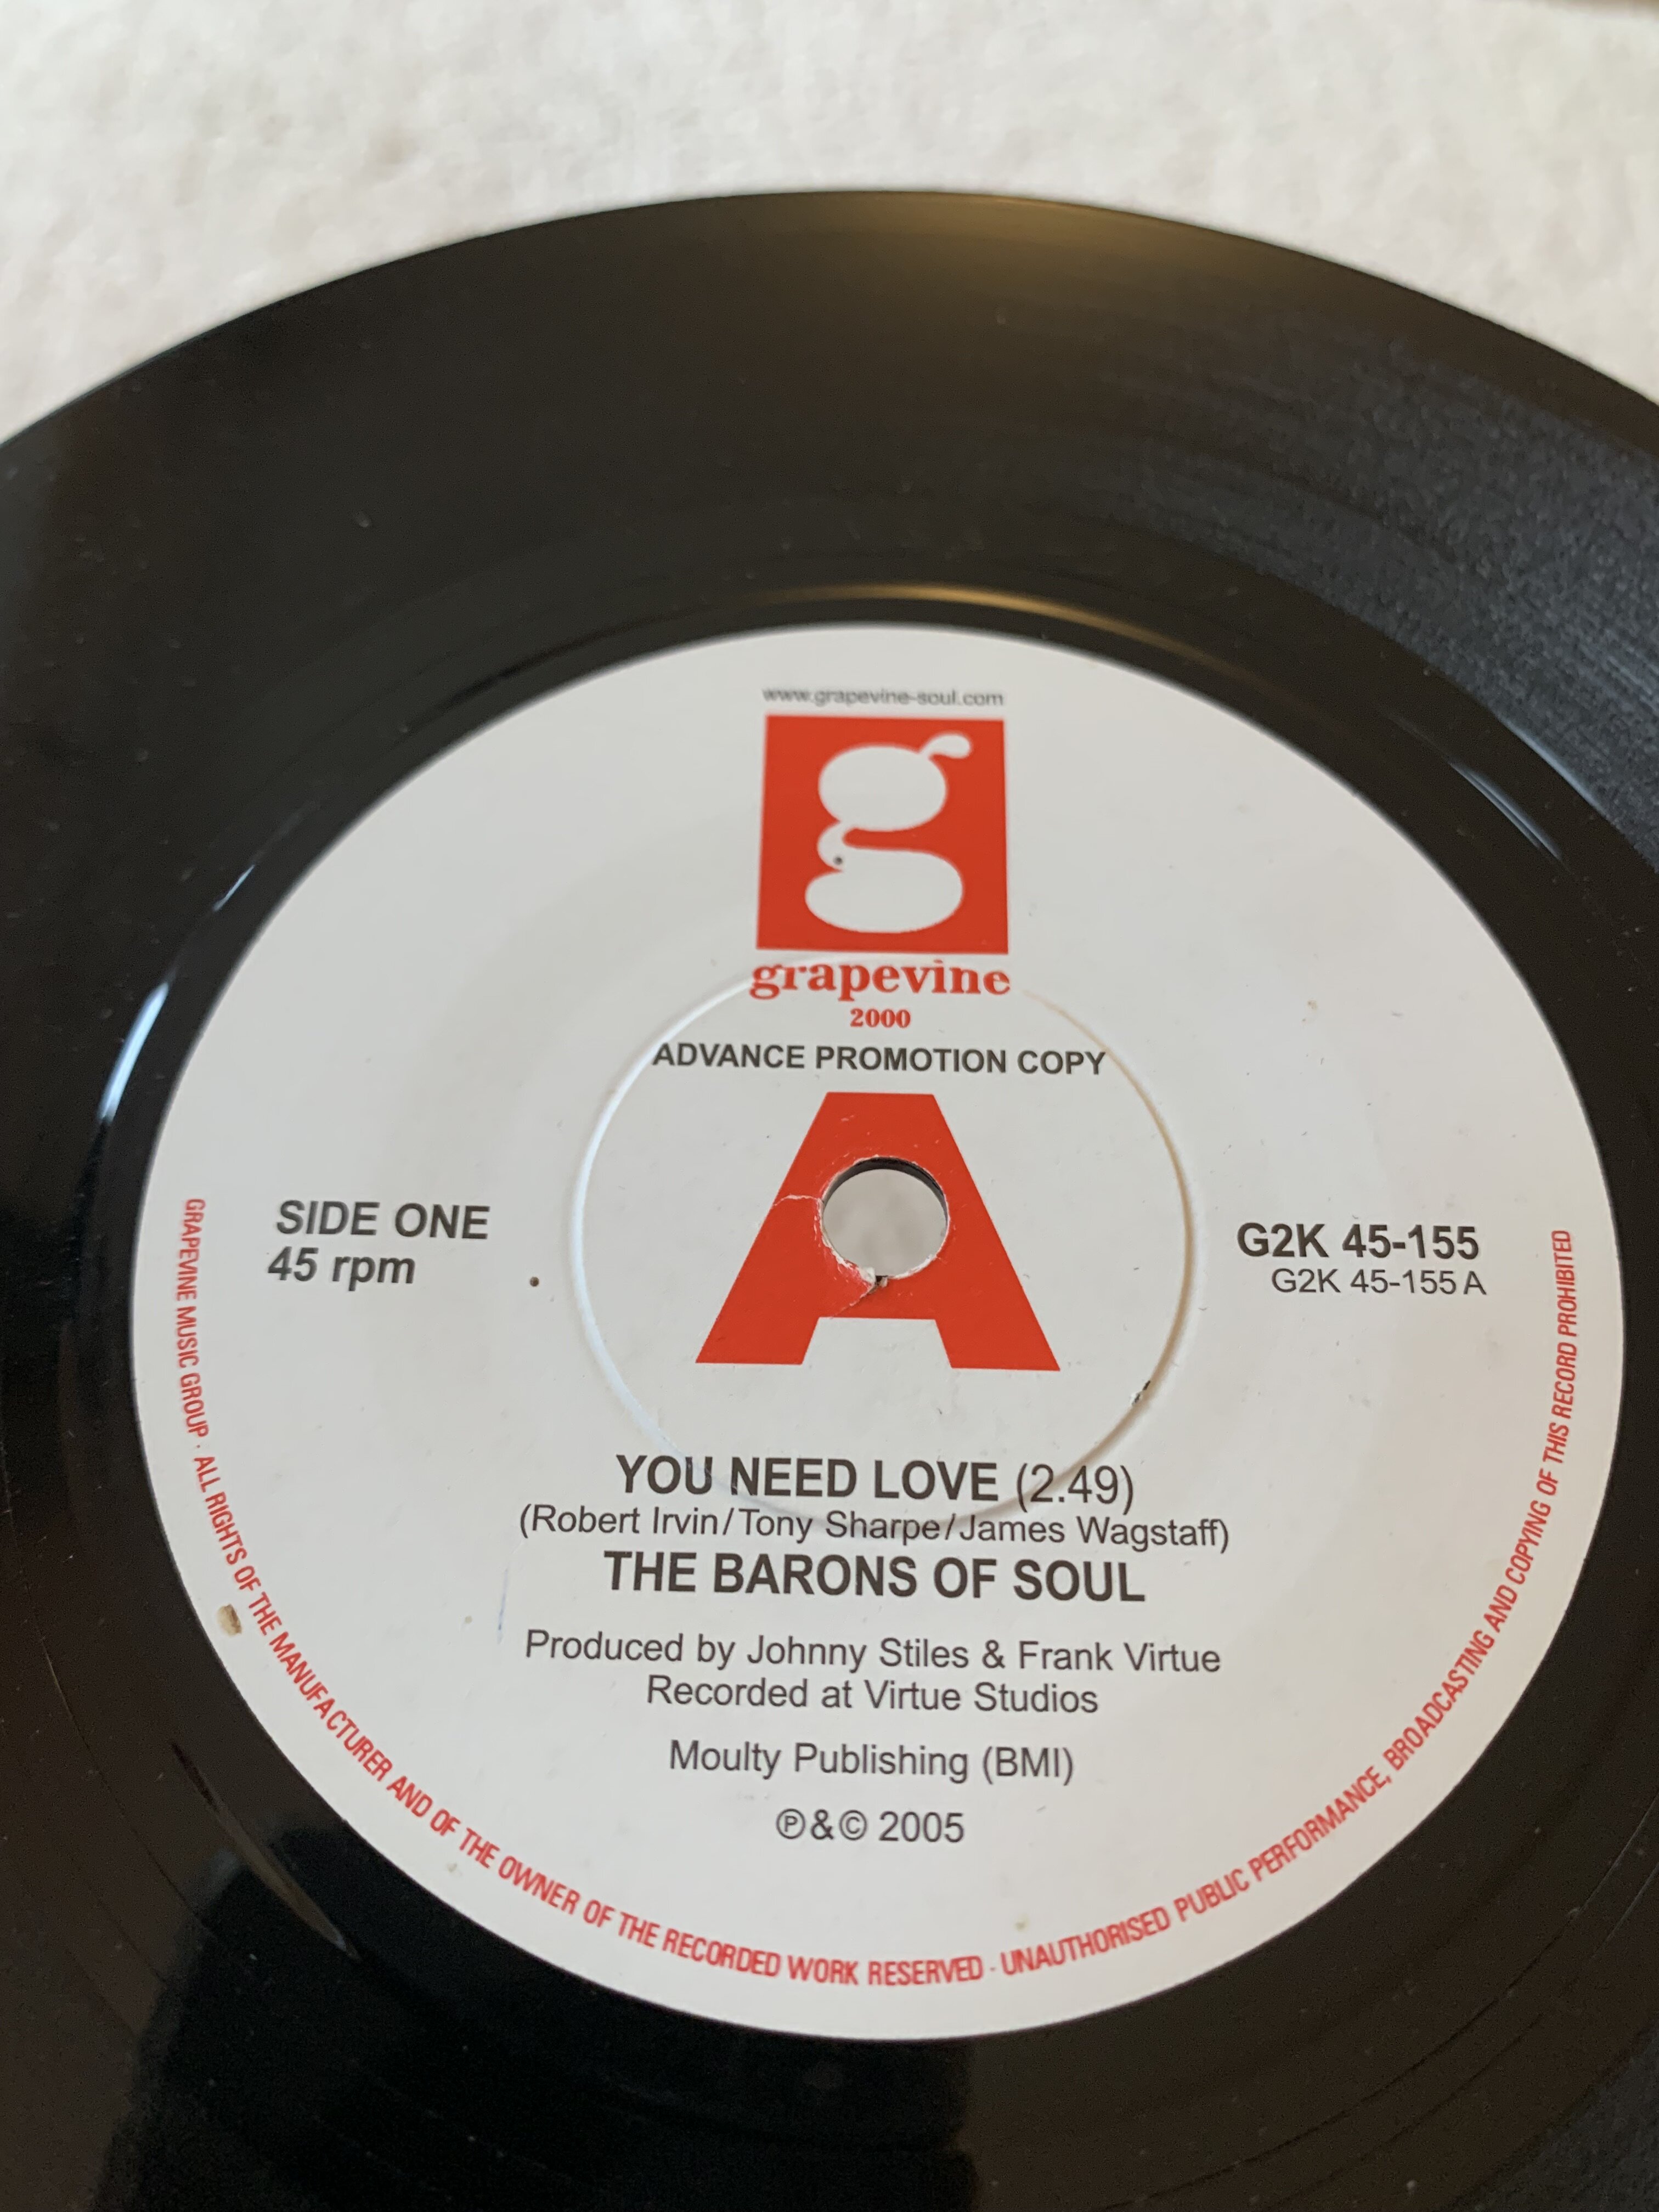 www.grapevine-soul.com
g
grapevine
2000
ADVANCE PROMOTION COPY
A
SIDE ONE
45 rpm
G2K 45-155
G2K 45-155 A
YOU NEED LOVE (2.49)
(Robert Irvin/Tony Sharpe/James Wagstaff)
THE BARONS OF SOUL
Produced by Johnny Stiles & Frank Virtue
Recorded at Virtue Studios
Moulty Publishing (BMI)
℗&© 2005
GRAPEVINE MUSIC GROUP · ALL RIGHTS OF THE MANUFACTURER AND OF THE OWNER OF THE RECORDED WORK RESERVED · UNAUTHORISED PUBLIC PERFORMANCE, BROADCASTING AND COPYING OF THIS RECORD PROHIBITED